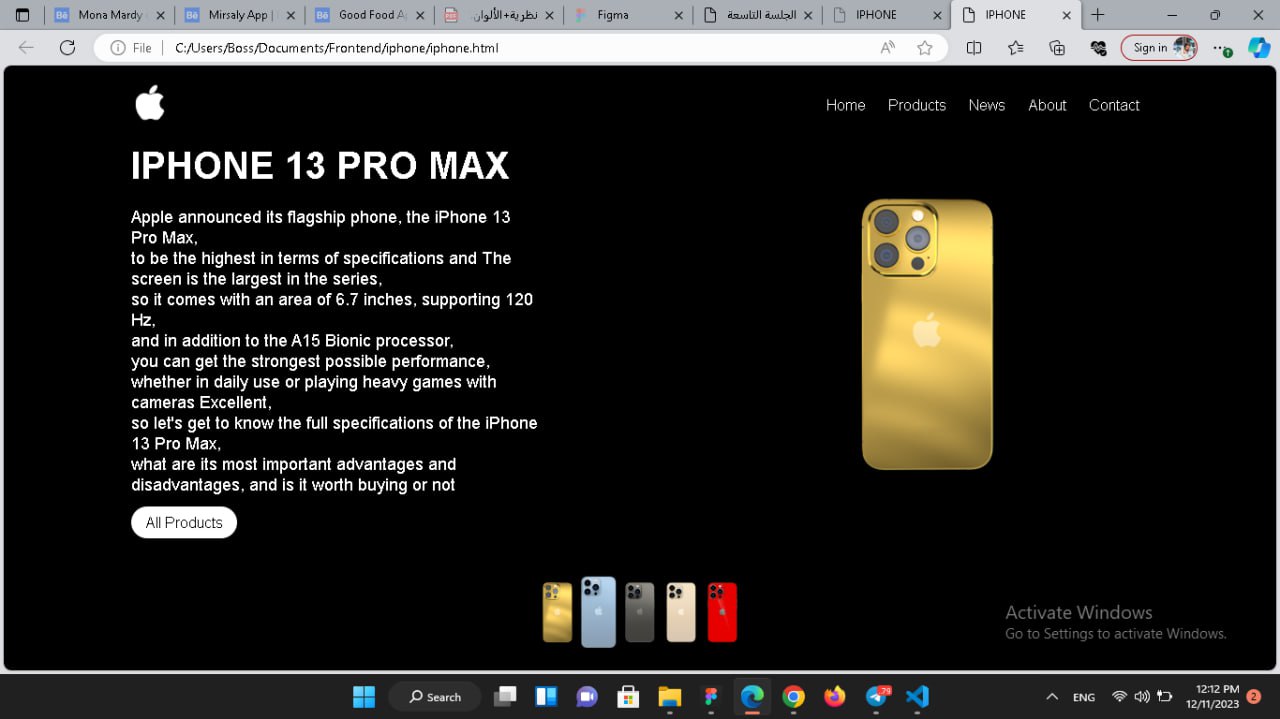 Mona Mardy
Mirsaly App |
Good Food A
نظرية+الألوان
Figma
الجلسة التاسعة
IPHONE
IPHONE
File
C:/Users/Boss/Documents/Frontend/iphone/iphone.html
Sign in
Home Products News About Contact
IPHONE 13 PRO MAX
Apple announced its flagship phone, the iPhone 13
Pro Max,
to be the highest in terms of specifications and The
screen is the largest in the series,
so it comes with an area of 6.7 inches, supporting 120
Hz,
and in addition to the A15 Bionic processor,
you can get the strongest possible performance,
whether in daily use or playing heavy games with
cameras Excellent,
so let's get to know the full specifications of the iPhone
13 Pro Max,
what are its most important advantages and
disadvantages, and is it worth buying or not
All Products
Activate Windows
Go to Settings to activate Windows.
Search
79
ENG
12:12 PM
12/11/2023
2